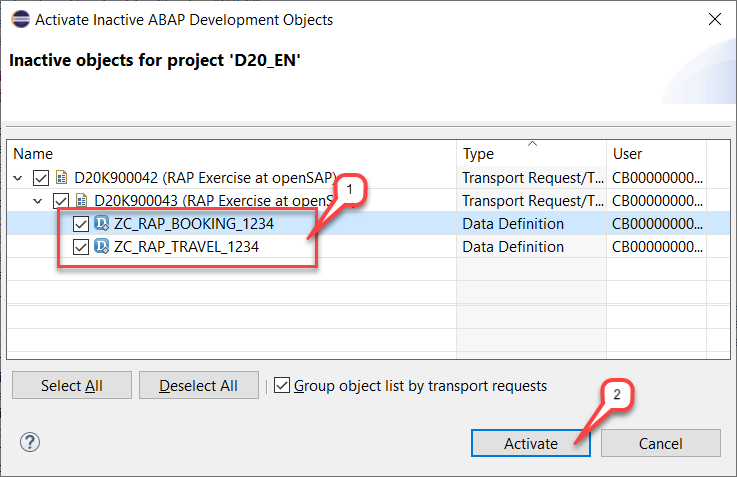 Activate Inactive ABAP Development Objects
Inactive objects for project 'D20_EN'
Name Type User
D20K900042 (RAP Exercise at openSAP) Transport Request/T... CB00000000...
D20K900043 (RAP Exercise at openS Transport Request/T... CB00000000...
1
ZC_RAP_BOOKING_1234 Data Definition CB00000000...
ZC_RAP_TRAVEL_1234 Data Definition CB00000000...
Select All Deselect All Group object list by transport requests
2
? Activate Cancel